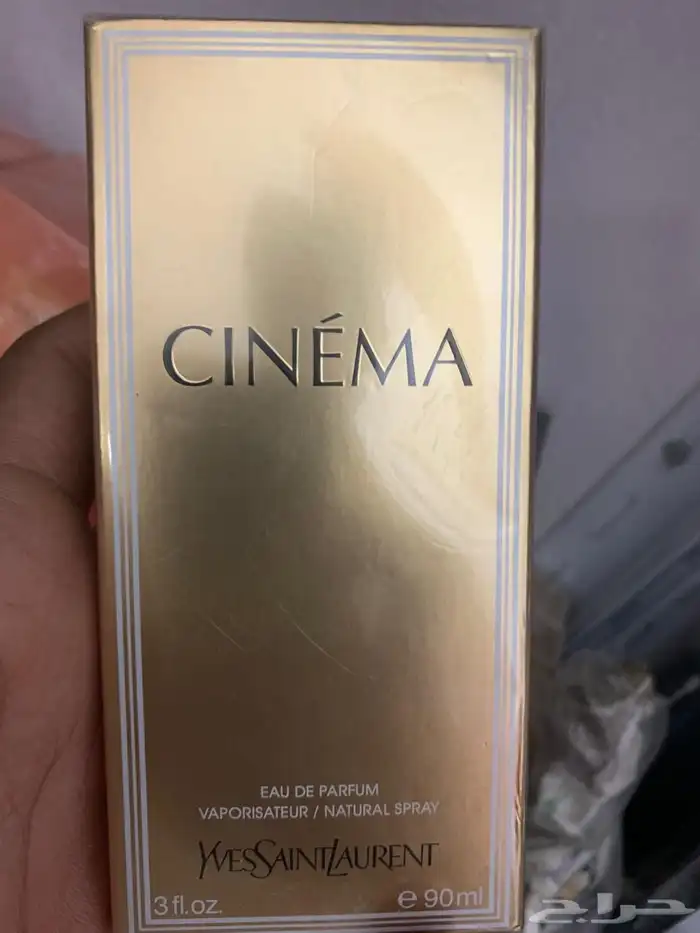 CINÉMA
EAU DE PARFUM
VAPORISATEUR / NATURAL SPRAY
YVESSAINTLAURENT
3 fl.oz. e 90ml
حراج